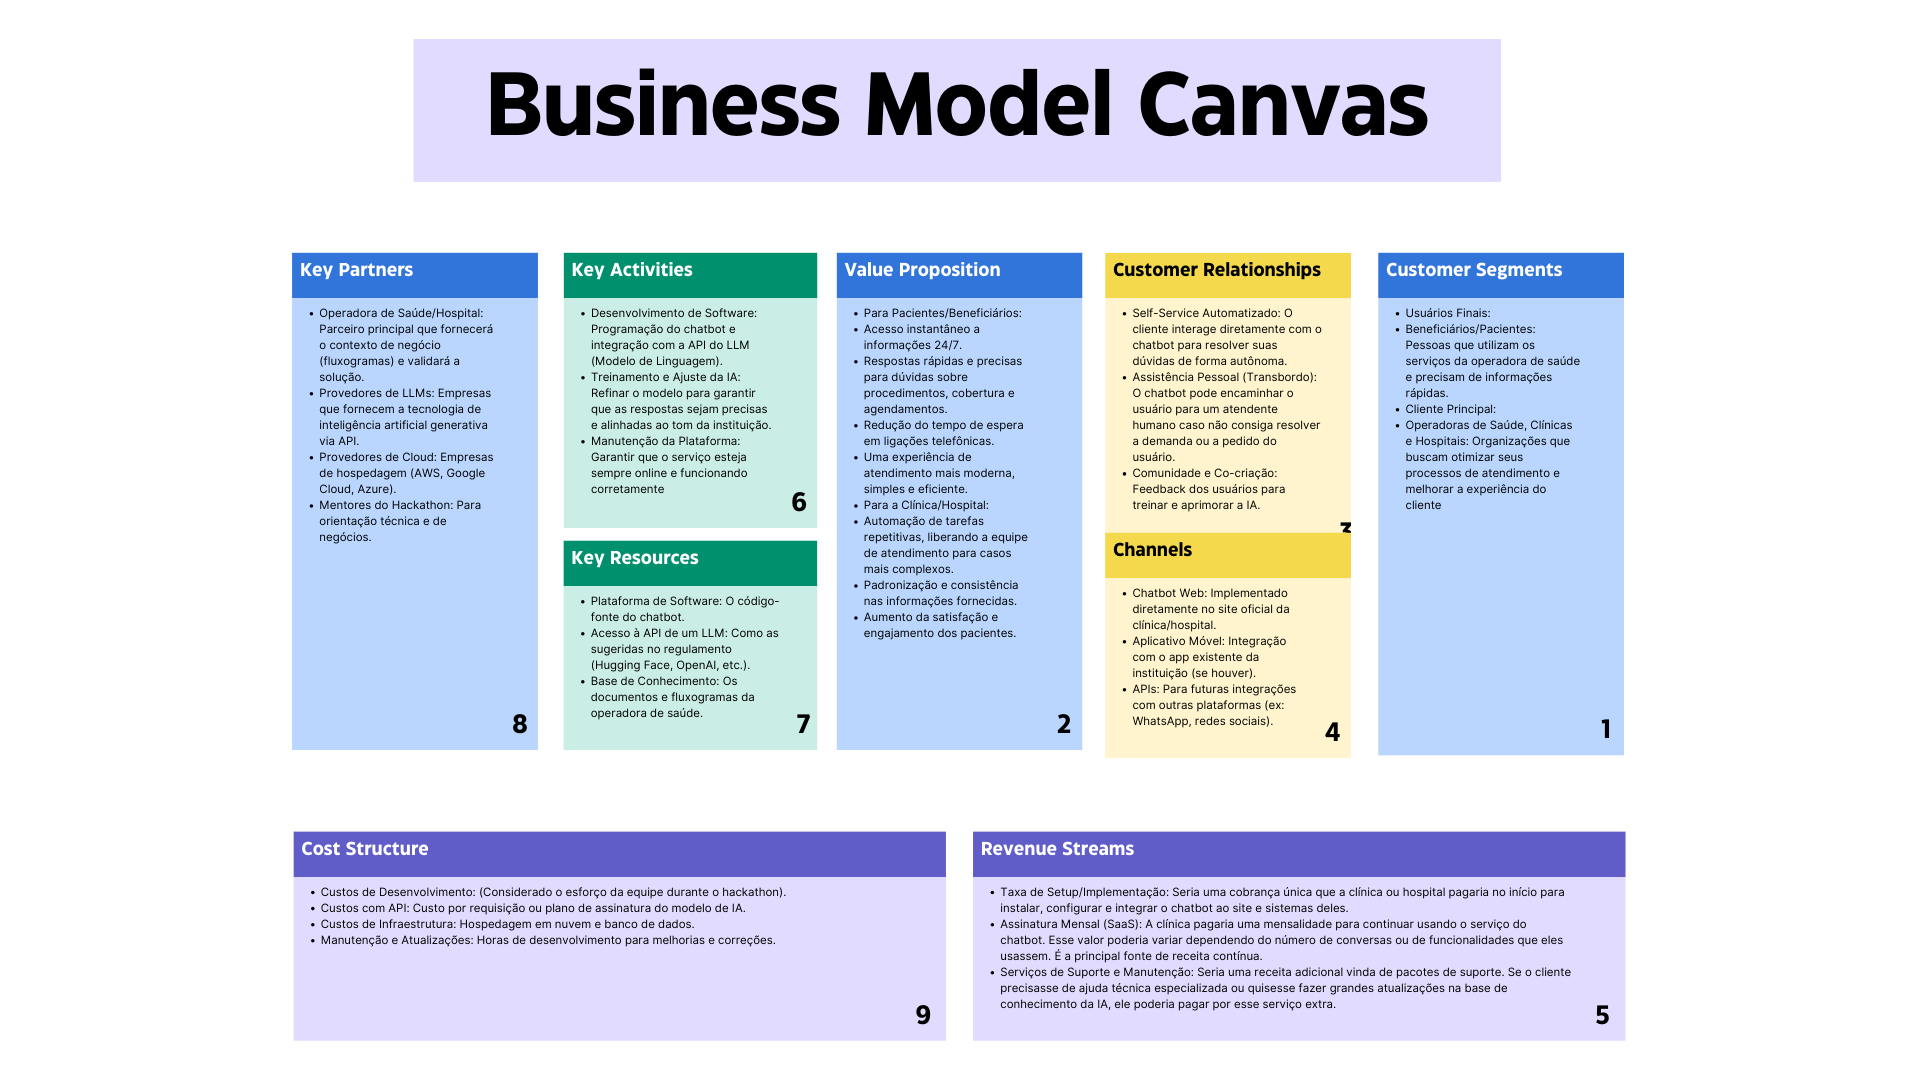 Business Model Canvas
Key Partners
• Operadora de Saúde/Hospital:
Parceiro principal que fornecerá
o contexto de negócio
(fluxogramas) e validará a
solução.
• Provedores de LLMs: Empresas
que fornecem a tecnologia de
inteligência artificial generativa
via API.
• Provedores de Cloud: Empresas
de hospedagem (AWS, Google
Cloud, Azure).
• Mentores do Hackathon: Para
orientação técnica e de
negócios.
8
Key Activities
• Desenvolvimento de Software:
Programação do chatbot e
integração com a API do LLM
(Modelo de Linguagem).
• Treinamento e Ajuste da IA:
Refinar o modelo para garantir
que as respostas sejam precisas
e alinhadas ao tom da instituição.
• Manutenção da Plataforma:
Garantir que o serviço esteja
sempre online e funcionando
corretamente
6
Key Resources
• Plataforma de Software: O código-
fonte do chatbot.
• Acesso à API de um LLM: Como as
sugeridas no regulamento
(Hugging Face, OpenAI, etc.).
• Base de Conhecimento: Os
documentos e fluxogramas da
operadora de saúde.
7
Value Proposition
• Para Pacientes/Beneficiários:
• Acesso instantâneo a
informações 24/7.
• Respostas rápidas e precisas
para dúvidas sobre
procedimentos, cobertura e
agendamentos.
• Redução do tempo de espera
em ligações telefônicas.
• Uma experiência de
atendimento mais moderna,
simples e eficiente.
• Para a Clínica/Hospital:
• Automação de tarefas
repetitivas, liberando a equipe
de atendimento para casos
mais complexos.
• Padronização e consistência
nas informações fornecidas.
• Aumento da satisfação e
engajamento dos pacientes.
2
Customer Relationships
• Self-Service Automatizado: O
cliente interage diretamente com o
chatbot para resolver suas
dúvidas de forma autônoma.
• Assistência Pessoal (Transbordo):
O chatbot pode encaminhar o
usuário para um atendente
humano caso não consiga resolver
a demanda ou a pedido do
usuário.
• Comunidade e Co-criação:
Feedback dos usuários para
treinar e aprimorar a IA.
3
Channels
• Chatbot Web: Implementado
diretamente no site oficial da
clínica/hospital.
• Aplicativo Móvel: Integração
com o app existente da
instituição (se houver).
• APIs: Para futuras integrações
com outras plataformas (ex:
WhatsApp, redes sociais).
4
Customer Segments
• Usuários Finais:
• Beneficiários/Pacientes:
Pessoas que utilizam os
serviços da operadora de saúde
e precisam de informações
rápidas.
• Cliente Principal:
• Operadoras de Saúde, Clínicas
e Hospitais: Organizações que
buscam otimizar seus
processos de atendimento e
melhorar a experiência do
cliente
1
Cost Structure
• Custos de Desenvolvimento: (Considerado o esforço da equipe durante o hackathon).
• Custos com API: Custo por requisição ou plano de assinatura do modelo de IA.
• Custos de Infraestrutura: Hospedagem em nuvem e banco de dados.
• Manutenção e Atualizações: Horas de desenvolvimento para melhorias e correções.
9
Revenue Streams
• Taxa de Setup/Implementação: Seria uma cobrança única que a clínica ou hospital pagaria no início para
instalar, configurar e integrar o chatbot ao site e sistemas deles.
• Assinatura Mensal (SaaS): A clínica pagaria uma mensalidade para continuar usando o serviço do
chatbot. Esse valor poderia variar dependendo do número de conversas ou de funcionalidades que eles
usassem. É a principal fonte de receita contínua.
• Serviços de Suporte e Manutenção: Seria uma receita adicional vinda de pacotes de suporte. Se o cliente
precisasse de ajuda técnica especializada ou quisesse fazer grandes atualizações na base de
conhecimento da IA, ele poderia pagar por esse serviço extra.
5